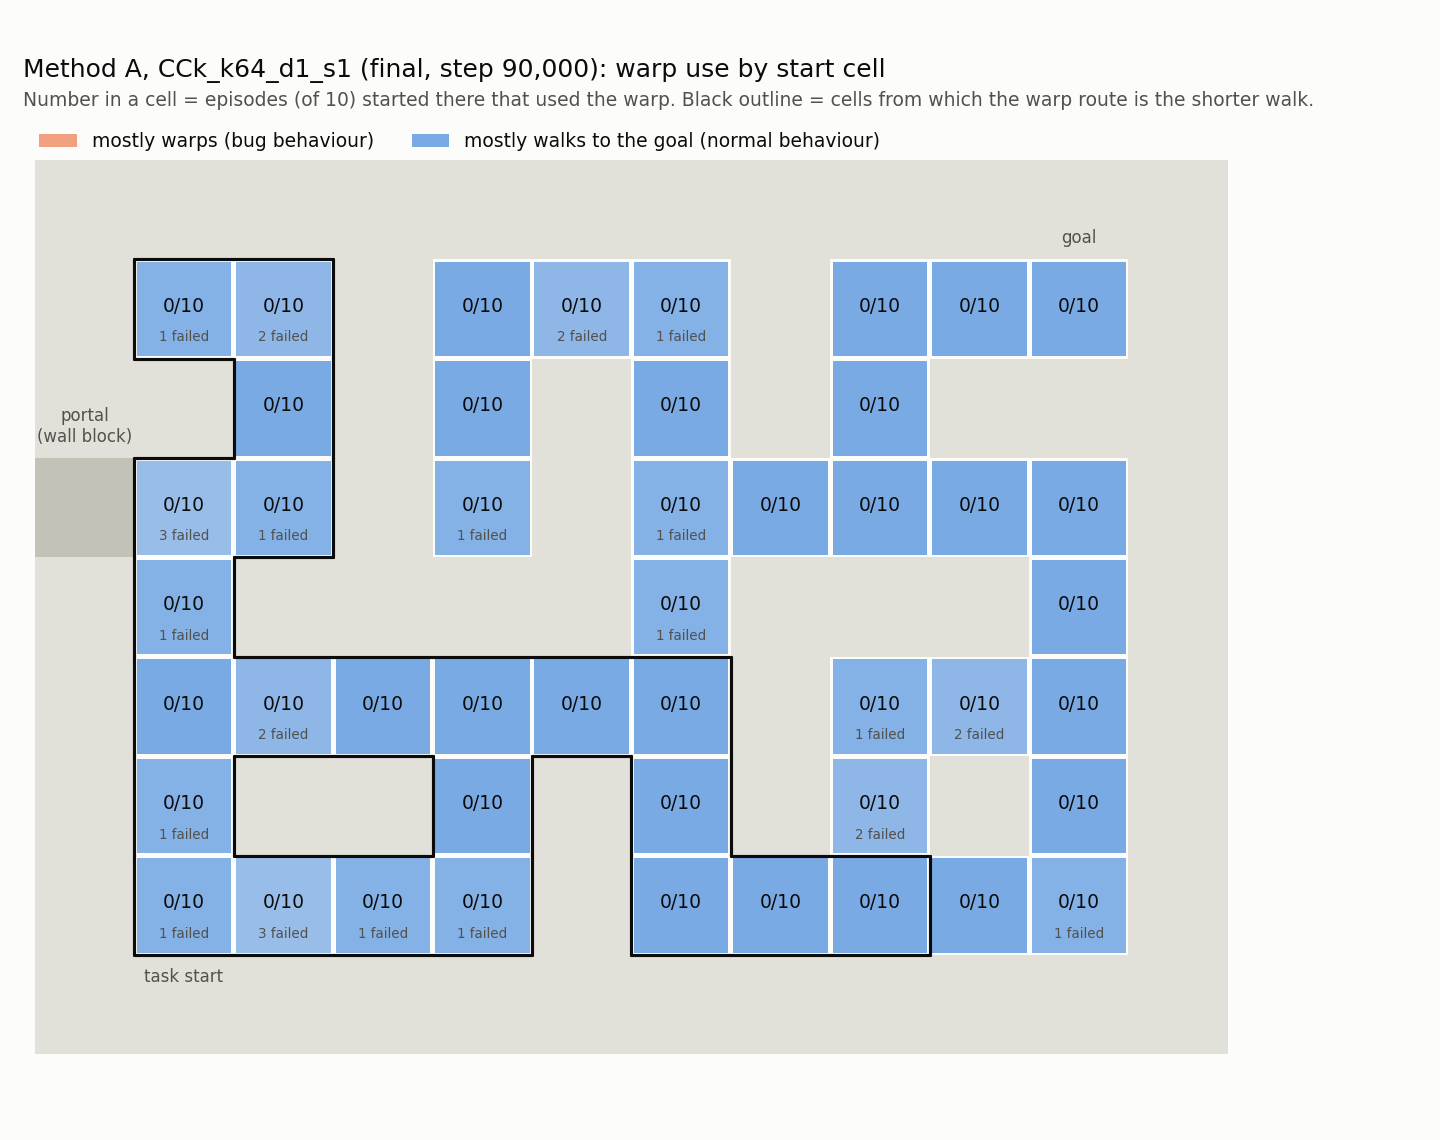 Method A, CCk_k64_d1_s1 (final, step 90,000): warp use by start cell
Number in a cell = episodes (of 10) started there that used the warp. Black outline = cells from which the warp route is the shorter walk.
mostly warps (bug behaviour) mostly walks to the goal (normal behaviour)
goal
0/10 0/10 0/10 0/10 0/10 0/10 0/10 0/10
1 failed 2 failed 2 failed 1 failed
0/10 0/10 0/10 0/10
portal
(wall block)
0/10 0/10 0/10 0/10 0/10 0/10 0/10 0/10
3 failed 1 failed 1 failed 1 failed
0/10 0/10 0/10
1 failed 1 failed
0/10 0/10 0/10 0/10 0/10 0/10 0/10 0/10 0/10
2 failed 1 failed 2 failed
0/10 0/10 0/10 0/10 0/10
1 failed 2 failed
0/10 0/10 0/10 0/10 0/10 0/10 0/10 0/10 0/10
1 failed 3 failed 1 failed 1 failed 1 failed
task start